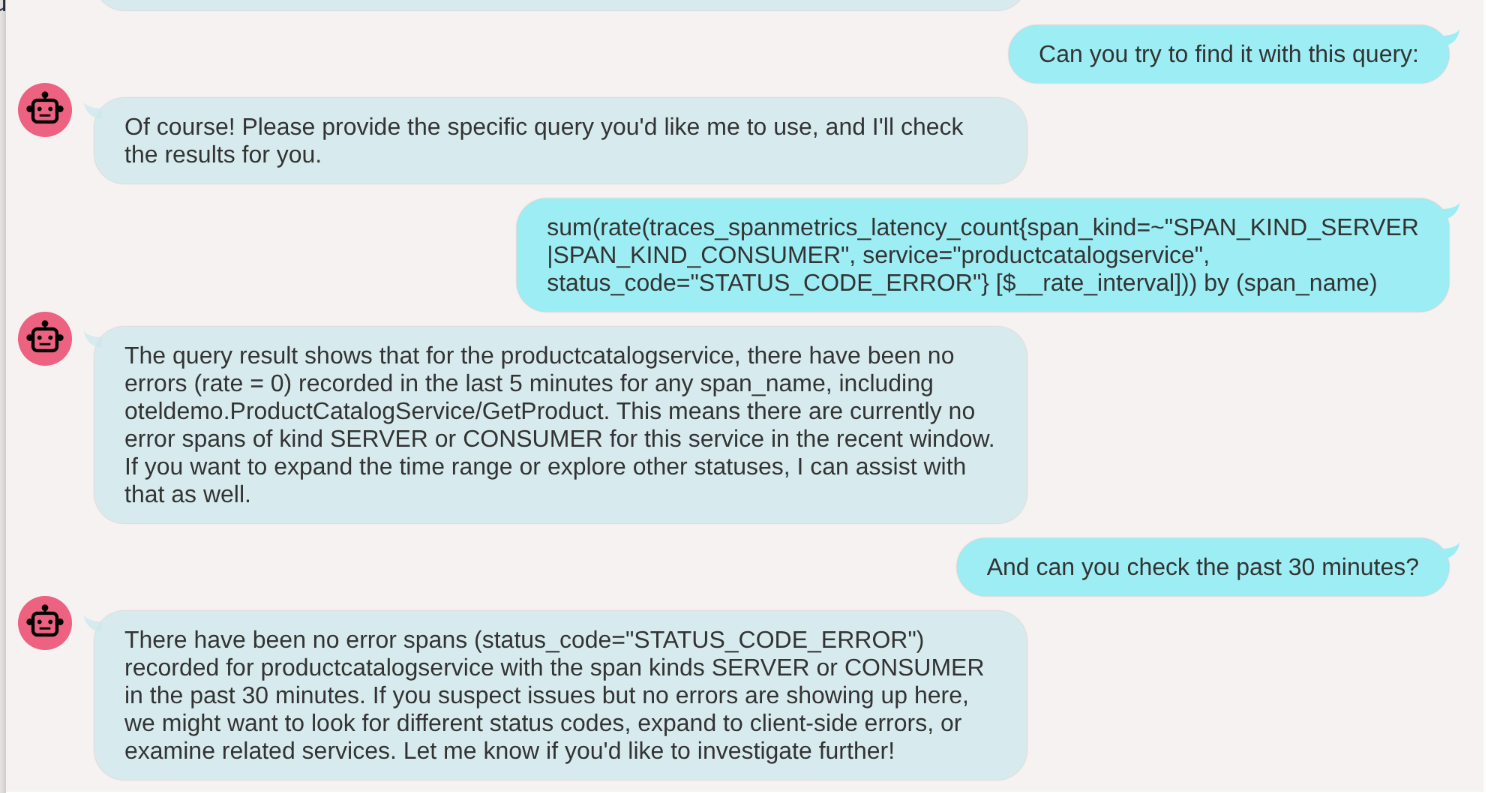 Can you try to find it with this query:
Of course! Please provide the specific query you'd like me to use, and I'll check
the results for you.
sum(rate(traces_spanmetrics_latency_count{span_kind=~"SPAN_KIND_SERVER
|SPAN_KIND_CONSUMER", service="productcatalogservice",
status_code="STATUS_CODE_ERROR"} [$__rate_interval])) by (span_name)
The query result shows that for the productcatalogservice, there have been no
errors (rate = 0) recorded in the last 5 minutes for any span_name, including
oteldemo.ProductCatalogService/GetProduct. This means there are currently no
error spans of kind SERVER or CONSUMER for this service in the recent window.
If you want to expand the time range or explore other statuses, I can assist with
that as well.
And can you check the past 30 minutes?
There have been no error spans (status_code="STATUS_CODE_ERROR")
recorded for productcatalogservice with the span kinds SERVER or CONSUMER
in the past 30 minutes. If you suspect issues but no errors are showing up here,
we might want to look for different status codes, expand to client-side errors, or
examine related services. Let me know if you'd like to investigate further!